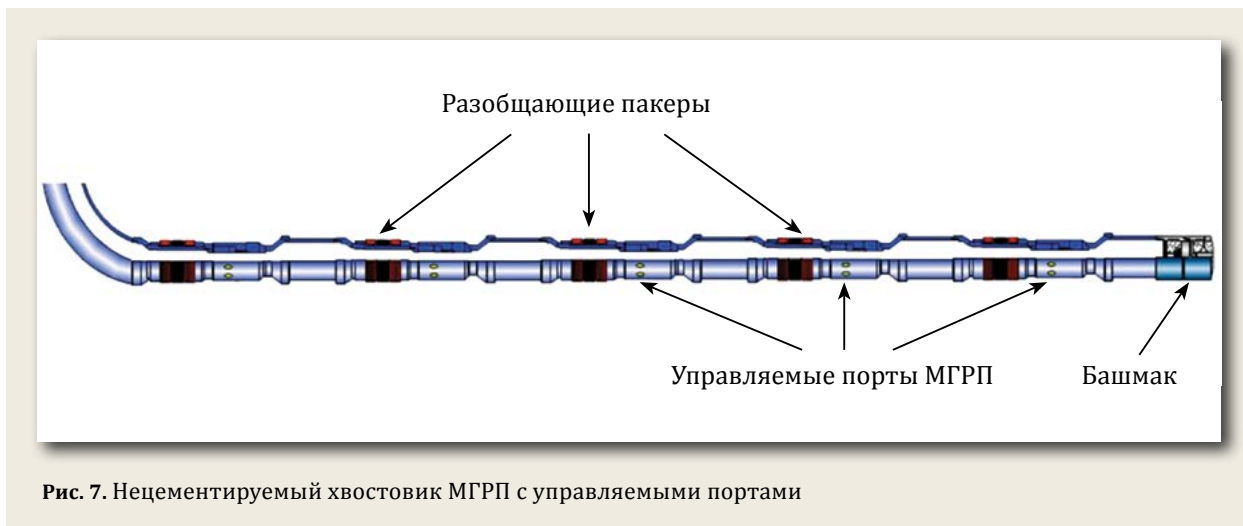 Разобщающие пакеры
Управляемые порты МГРП
Башмак
Рис. 7. Нецементируемый хвостовик МГРП с управляемыми портами